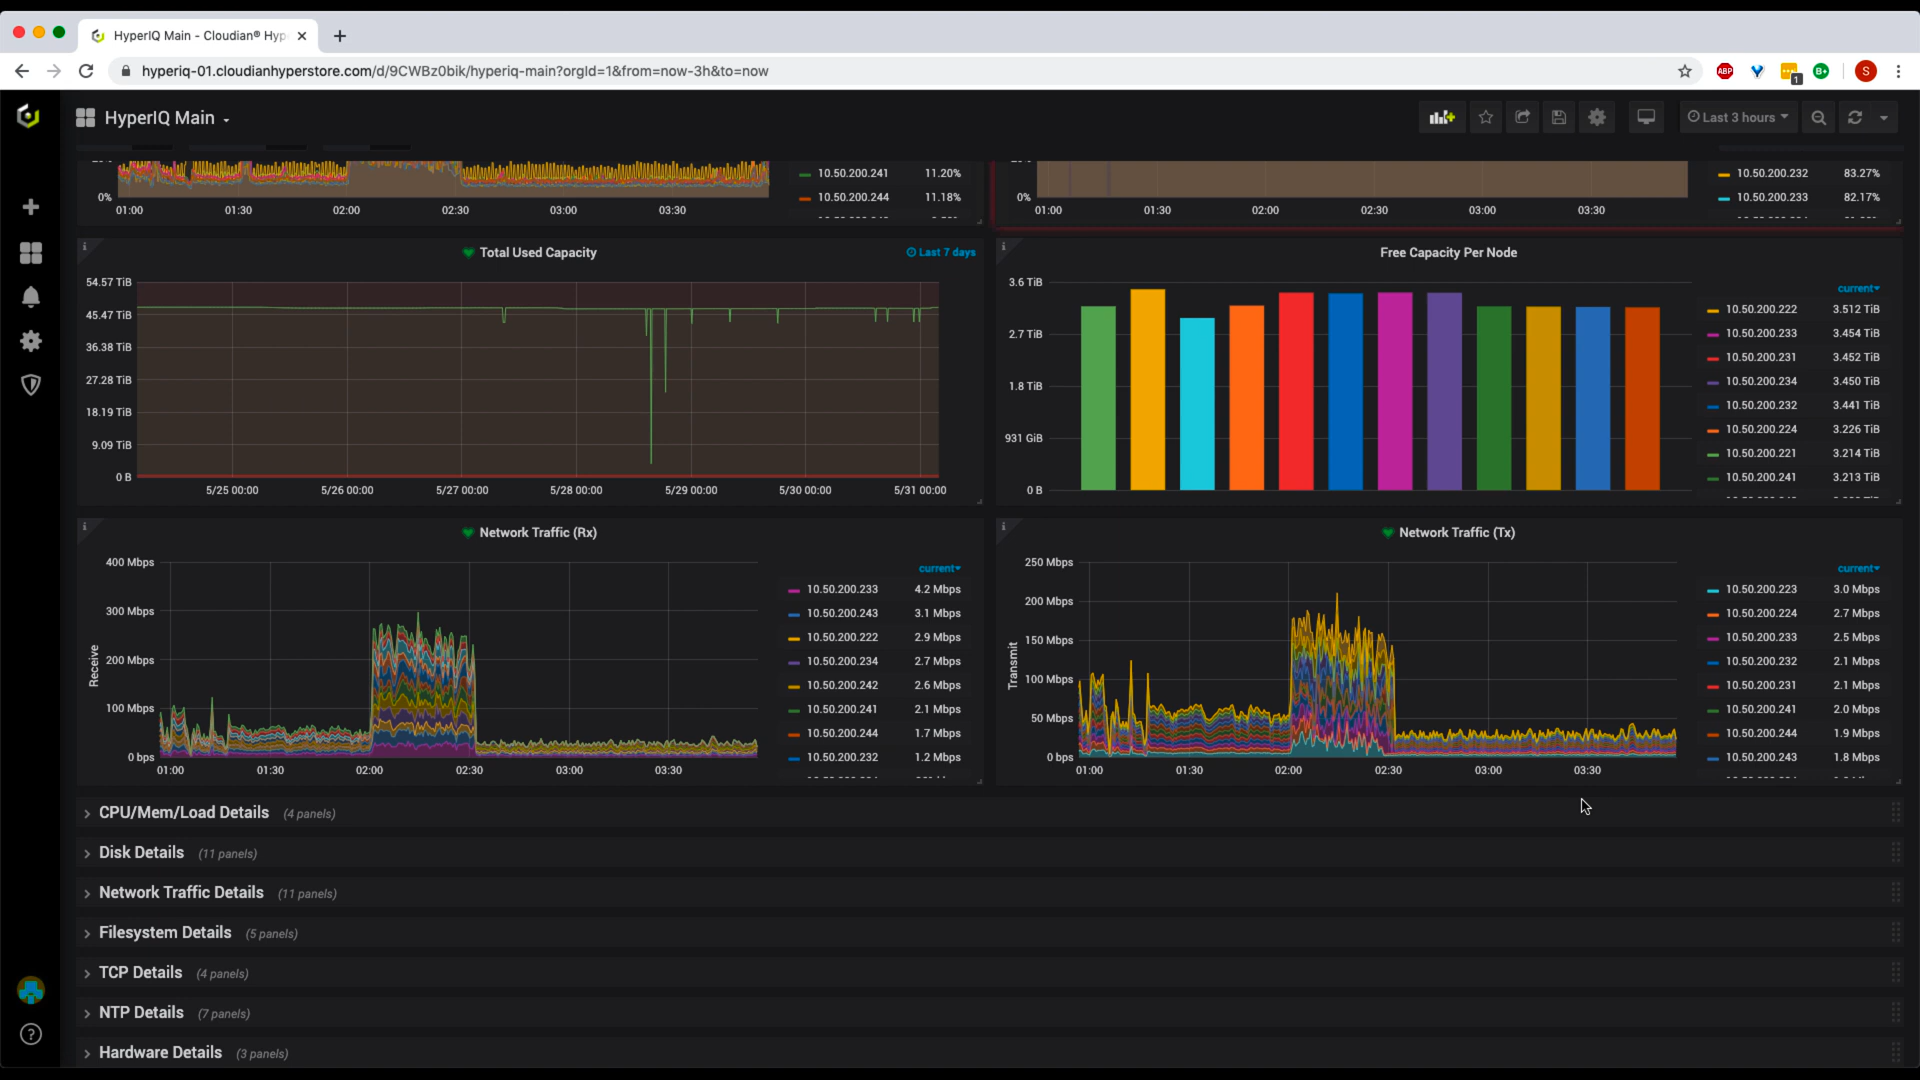 HyperIQ Main - Cloudian® Hyp
hyperiq-01.cloudianhyperstore.com/d/9CWBz0bik/hyperiq-main?orgId=1&from=now-3h&to=now
ABP
1
B+
S
HyperIQ Main
Last 3 hours
0%
01:00 01:30 02:00 02:30 03:00 03:30
10.50.200.241 11.20%
10.50.200.244 11.18%
0%
01:00 01:30 02:00 02:30 03:00 03:30
10.50.200.232 83.27%
10.50.200.233 82.17%
Total Used Capacity
Last 7 days
54.57 TiB
45.47 TiB
36.38 TiB
27.28 TiB
18.19 TiB
9.09 TiB
0 B
5/25 00:00 5/26 00:00 5/27 00:00 5/28 00:00 5/29 00:00 5/30 00:00 5/31 00:00
Free Capacity Per Node
3.6 TiB
2.7 TiB
1.8 TiB
931 GiB
0 B
current
10.50.200.222 3.512 TiB
10.50.200.233 3.454 TiB
10.50.200.231 3.452 TiB
10.50.200.234 3.450 TiB
10.50.200.232 3.441 TiB
10.50.200.224 3.226 TiB
10.50.200.221 3.214 TiB
10.50.200.241 3.213 TiB
Network Traffic (Rx)
Receive
400 Mbps
300 Mbps
200 Mbps
100 Mbps
0 bps
01:00 01:30 02:00 02:30 03:00 03:30
current
10.50.200.233 4.2 Mbps
10.50.200.243 3.1 Mbps
10.50.200.222 2.9 Mbps
10.50.200.234 2.7 Mbps
10.50.200.242 2.6 Mbps
10.50.200.241 2.1 Mbps
10.50.200.244 1.7 Mbps
10.50.200.232 1.2 Mbps
Network Traffic (Tx)
Transmit
250 Mbps
200 Mbps
150 Mbps
100 Mbps
50 Mbps
0 bps
01:00 01:30 02:00 02:30 03:00 03:30
current
10.50.200.223 3.0 Mbps
10.50.200.224 2.7 Mbps
10.50.200.233 2.5 Mbps
10.50.200.232 2.1 Mbps
10.50.200.231 2.1 Mbps
10.50.200.241 2.0 Mbps
10.50.200.244 1.9 Mbps
10.50.200.243 1.8 Mbps
CPU/Mem/Load Details (4 panels)
Disk Details (11 panels)
Network Traffic Details (11 panels)
Filesystem Details (5 panels)
TCP Details (4 panels)
NTP Details (7 panels)
Hardware Details (3 panels)